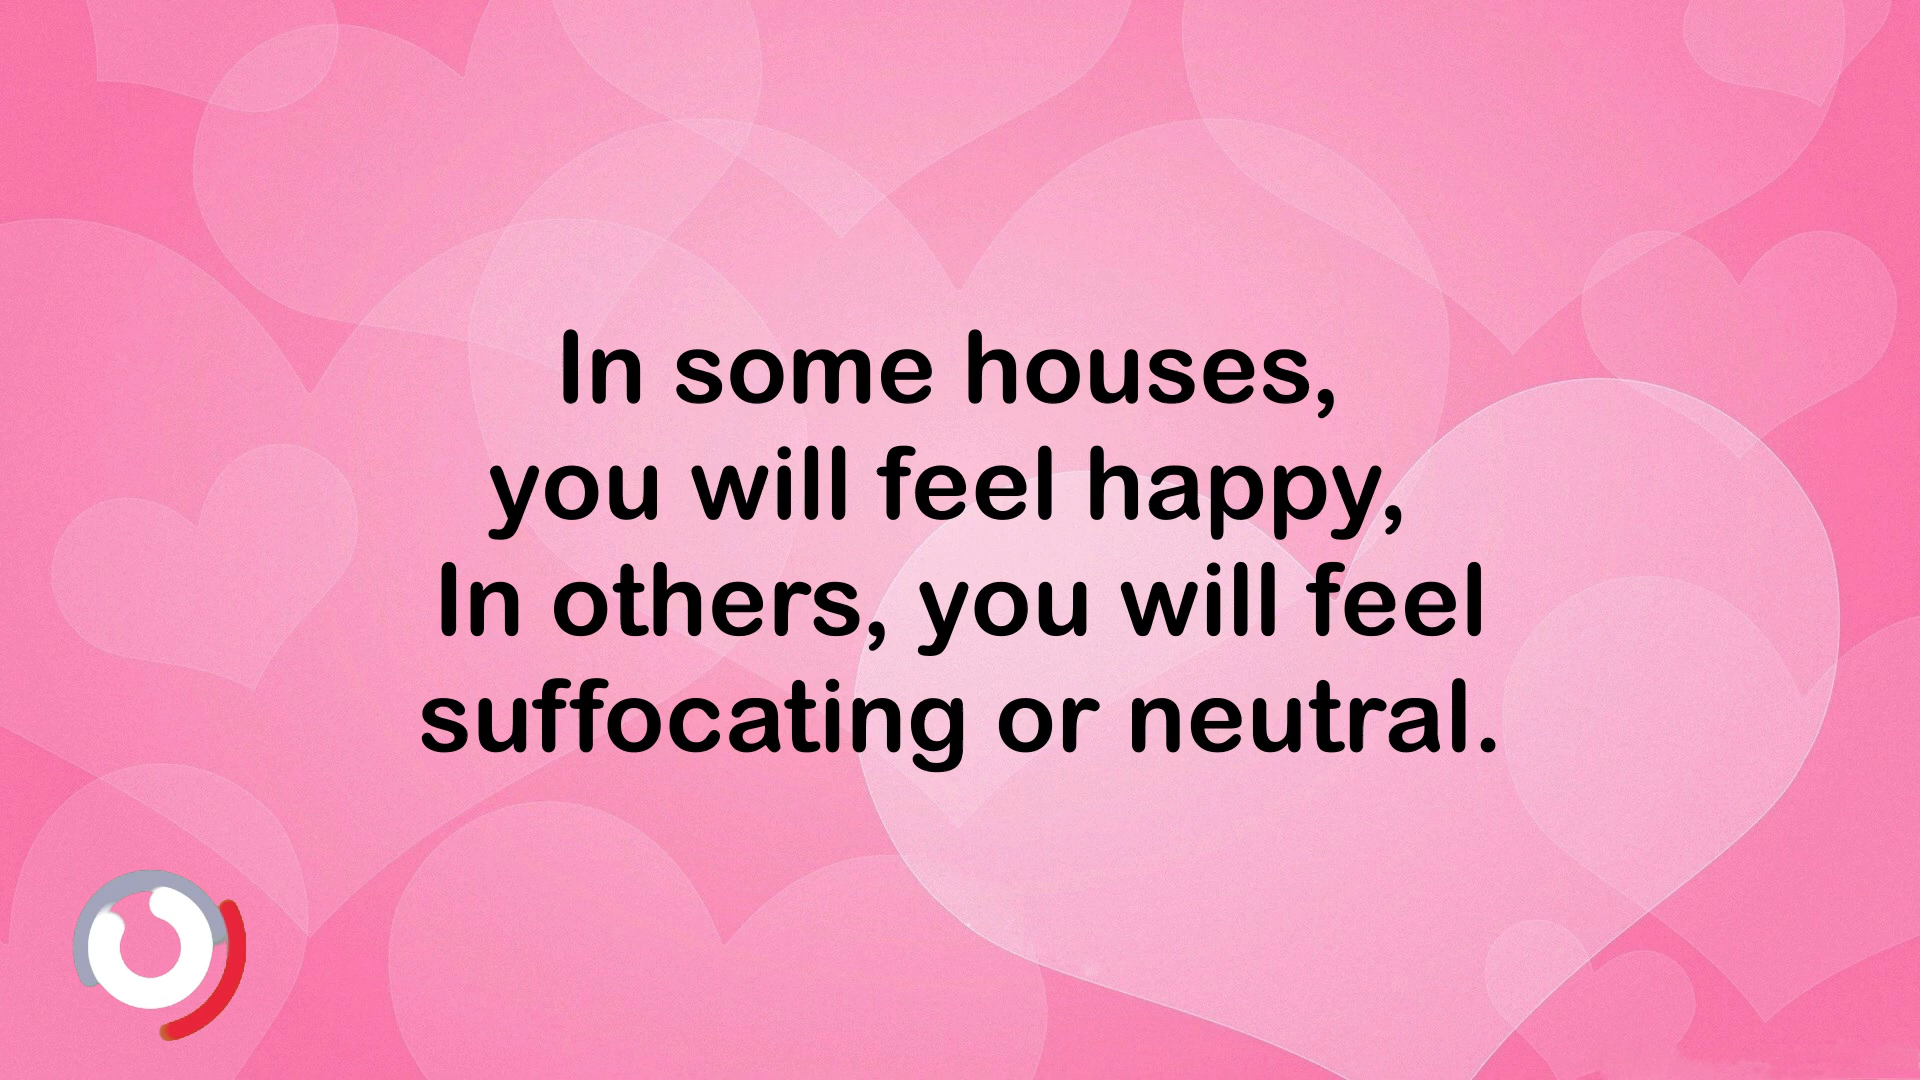 In some houses,
you will feel happy,
In others, you will feel
suffocating or neutral.